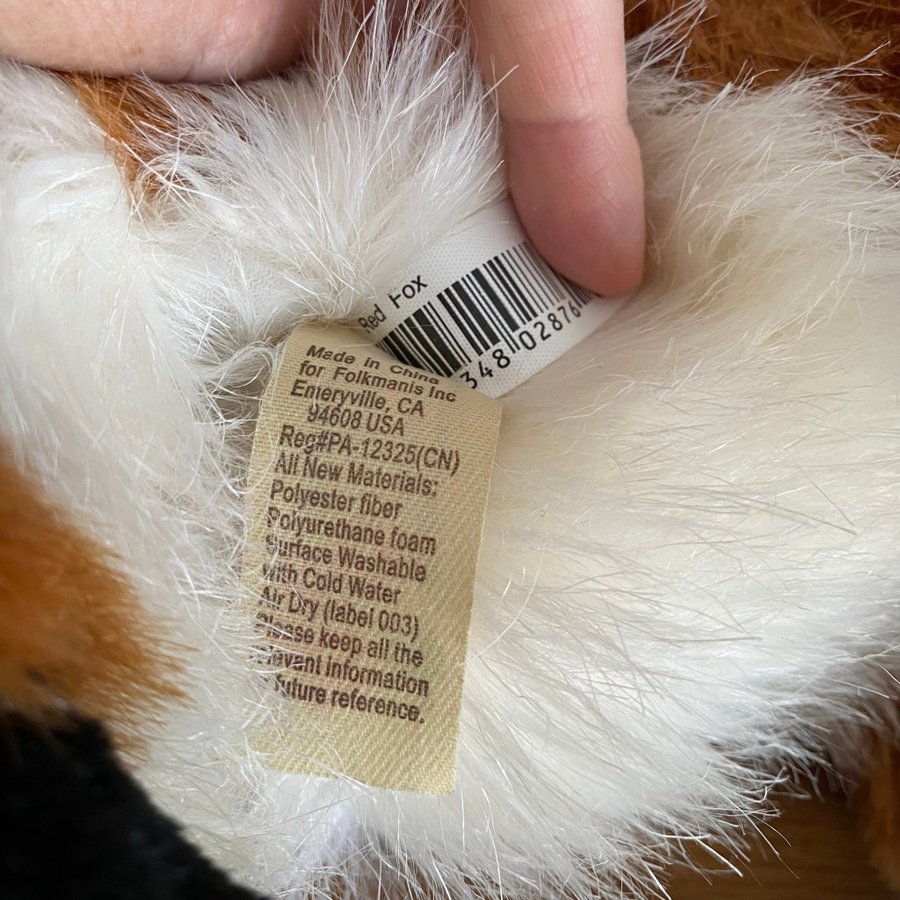 Red Fox
348 02876
Made in China
for Folkmanis Inc
Emeryville, CA
94608 USA
Reg#PA-12325(CN)
All New Materials:
Polyester fiber
Polyurethane foam
Surface Washable
with Cold Water
Air Dry (label 003)
Please keep all the
relevant information
future reference.